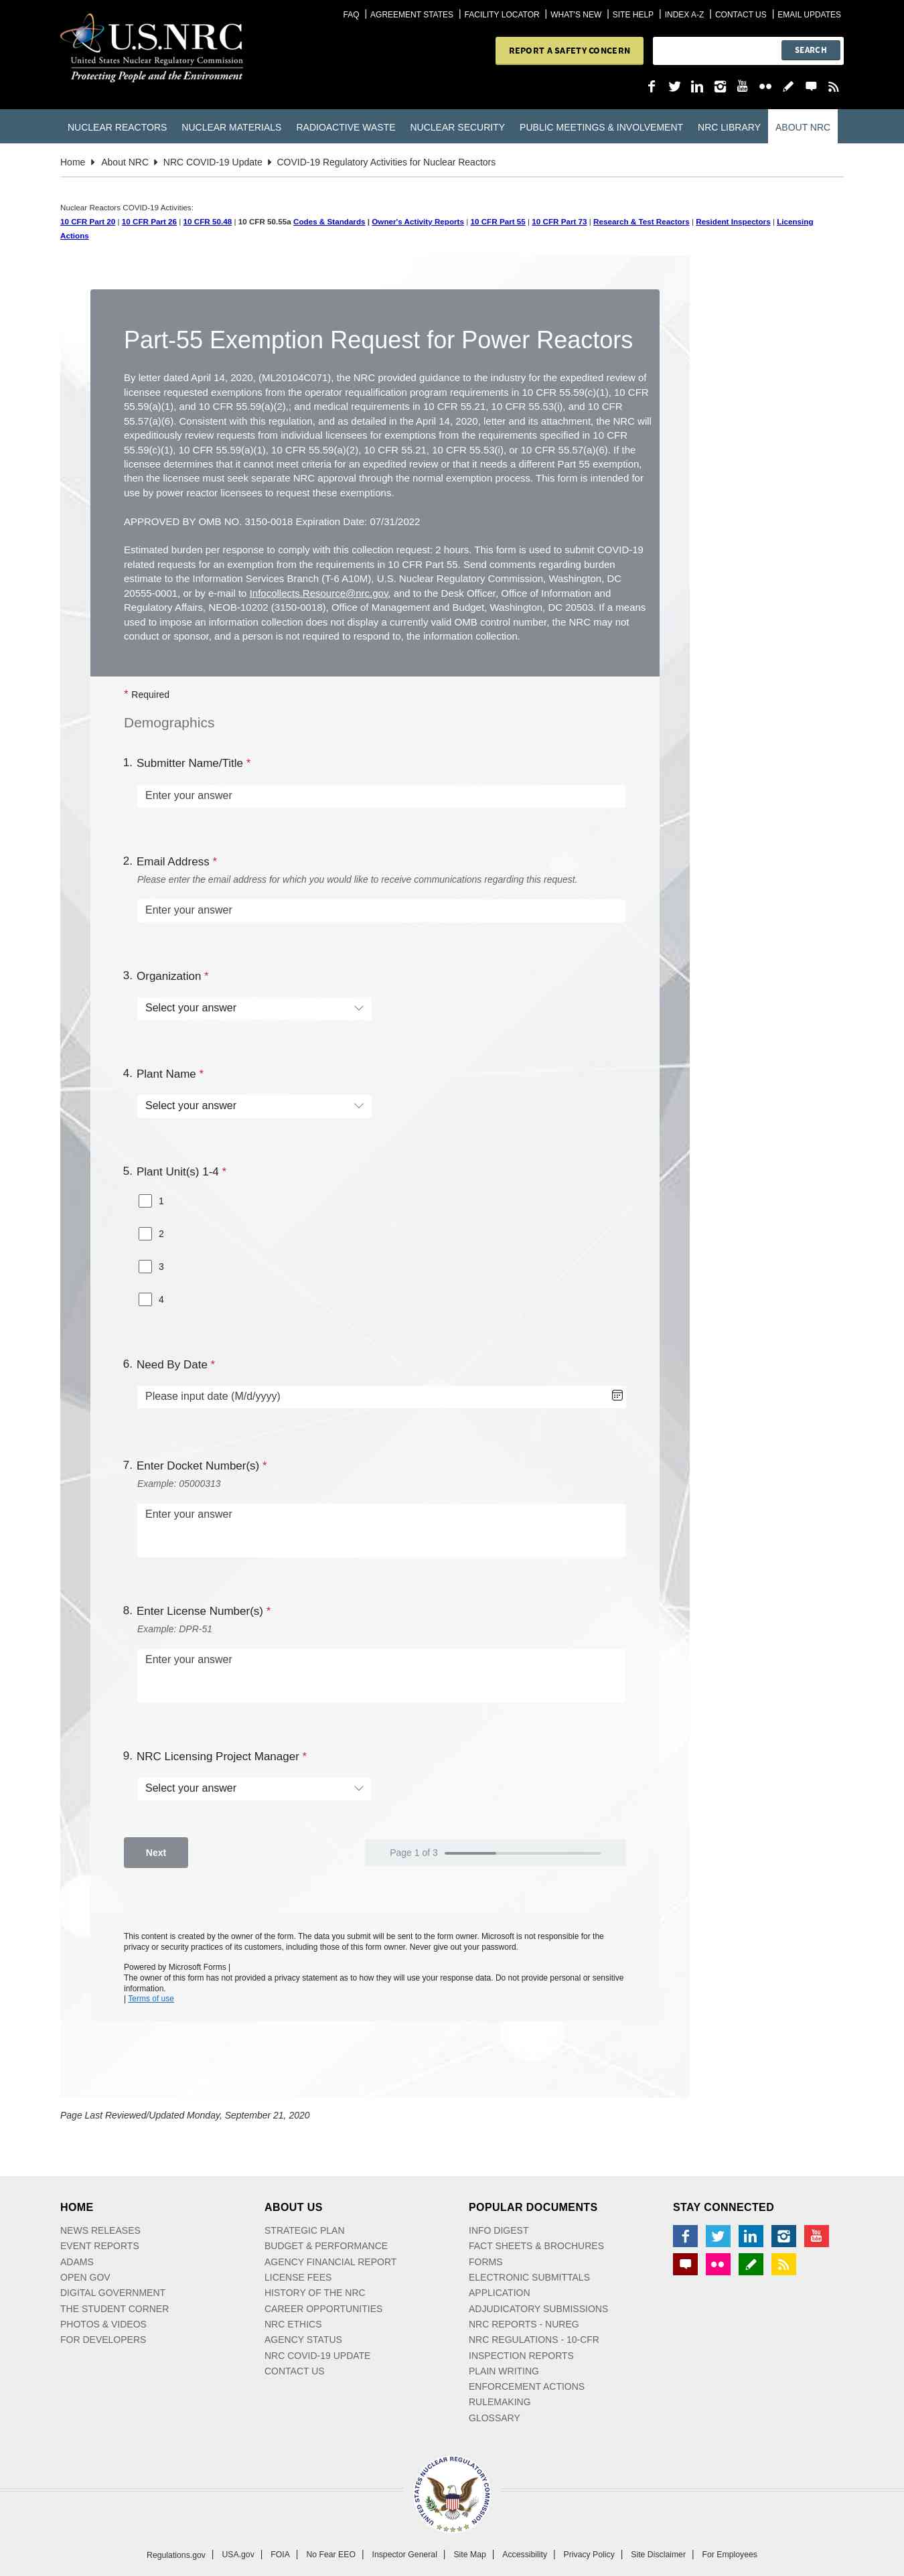 FAQ | AGREEMENT STATES | FACILITY LOCATOR | WHAT'S NEW | SITE HELP | INDEX A-Z | CONTACT US | EMAIL UPDATES
U.S.NRC
United States Nuclear Regulatory Commission
Protecting People and the Environment
REPORT A SAFETY CONCERN
SEARCH
NUCLEAR REACTORS NUCLEAR MATERIALS RADIOACTIVE WASTE NUCLEAR SECURITY PUBLIC MEETINGS & INVOLVEMENT NRC LIBRARY ABOUT NRC
Home About NRC NRC COVID-19 Update COVID-19 Regulatory Activities for Nuclear Reactors
Nuclear Reactors COVID-19 Activities:
10 CFR Part 20 | 10 CFR Part 26 | 10 CFR 50.48 | 10 CFR 50.55a Codes & Standards | Owner's Activity Reports | 10 CFR Part 55 | 10 CFR Part 73 | Research & Test Reactors | Resident Inspectors | Licensing
Actions
Part-55 Exemption Request for Power Reactors
By letter dated April 14, 2020, (ML20104C071), the NRC provided guidance to the industry for the expedited review of
licensee requested exemptions from the operator requalification program requirements in 10 CFR 55.59(c)(1), 10 CFR
55.59(a)(1), and 10 CFR 55.59(a)(2),; and medical requirements in 10 CFR 55.21, 10 CFR 55.53(i), and 10 CFR
55.57(a)(6). Consistent with this regulation, and as detailed in the April 14, 2020, letter and its attachment, the NRC will
expeditiously review requests from individual licensees for exemptions from the requirements specified in 10 CFR
55.59(c)(1), 10 CFR 55.59(a)(1), 10 CFR 55.59(a)(2), 10 CFR 55.21, 10 CFR 55.53(i), or 10 CFR 55.57(a)(6). If the
licensee determines that it cannot meet criteria for an expedited review or that it needs a different Part 55 exemption,
then the licensee must seek separate NRC approval through the normal exemption process. This form is intended for
use by power reactor licensees to request these exemptions.
APPROVED BY OMB NO. 3150-0018 Expiration Date: 07/31/2022
Estimated burden per response to comply with this collection request: 2 hours. This form is used to submit COVID-19
related requests for an exemption from the requirements in 10 CFR Part 55. Send comments regarding burden
estimate to the Information Services Branch (T-6 A10M), U.S. Nuclear Regulatory Commission, Washington, DC
20555-0001, or by e-mail to Infocollects.Resource@nrc.gov, and to the Desk Officer, Office of Information and
Regulatory Affairs, NEOB-10202 (3150-0018), Office of Management and Budget, Washington, DC 20503. If a means
used to impose an information collection does not display a currently valid OMB control number, the NRC may not
conduct or sponsor, and a person is not required to respond to, the information collection.
* Required
Demographics
1. Submitter Name/Title *
Enter your answer
2. Email Address *
Please enter the email address for which you would like to receive communications regarding this request.
Enter your answer
3. Organization *
Select your answer
4. Plant Name *
Select your answer
5. Plant Unit(s) 1-4 *
1
2
3
4
6. Need By Date *
Please input date (M/d/yyyy)
7. Enter Docket Number(s) *
Example: 05000313
Enter your answer
8. Enter License Number(s) *
Example: DPR-51
Enter your answer
9. NRC Licensing Project Manager *
Select your answer
Next Page 1 of 3
This content is created by the owner of the form. The data you submit will be sent to the form owner. Microsoft is not responsible for the
privacy or security practices of its customers, including those of this form owner. Never give out your password.
Powered by Microsoft Forms |
The owner of this form has not provided a privacy statement as to how they will use your response data. Do not provide personal or sensitive
information.
| Terms of use
Page Last Reviewed/Updated Monday, September 21, 2020
HOME
NEWS RELEASES
EVENT REPORTS
ADAMS
OPEN GOV
DIGITAL GOVERNMENT
THE STUDENT CORNER
PHOTOS & VIDEOS
FOR DEVELOPERS
ABOUT US
STRATEGIC PLAN
BUDGET & PERFORMANCE
AGENCY FINANCIAL REPORT
LICENSE FEES
HISTORY OF THE NRC
CAREER OPPORTUNITIES
NRC ETHICS
AGENCY STATUS
NRC COVID-19 UPDATE
CONTACT US
POPULAR DOCUMENTS
INFO DIGEST
FACT SHEETS & BROCHURES
FORMS
ELECTRONIC SUBMITTALS
APPLICATION
ADJUDICATORY SUBMISSIONS
NRC REPORTS - NUREG
NRC REGULATIONS - 10-CFR
INSPECTION REPORTS
PLAIN WRITING
ENFORCEMENT ACTIONS
RULEMAKING
GLOSSARY
STAY CONNECTED
UNITED STATES NUCLEAR REGULATORY COMMISSION
Regulations.gov | USA.gov | FOIA | No Fear EEO | Inspector General | Site Map | Accessibility | Privacy Policy | Site Disclaimer | For Employees